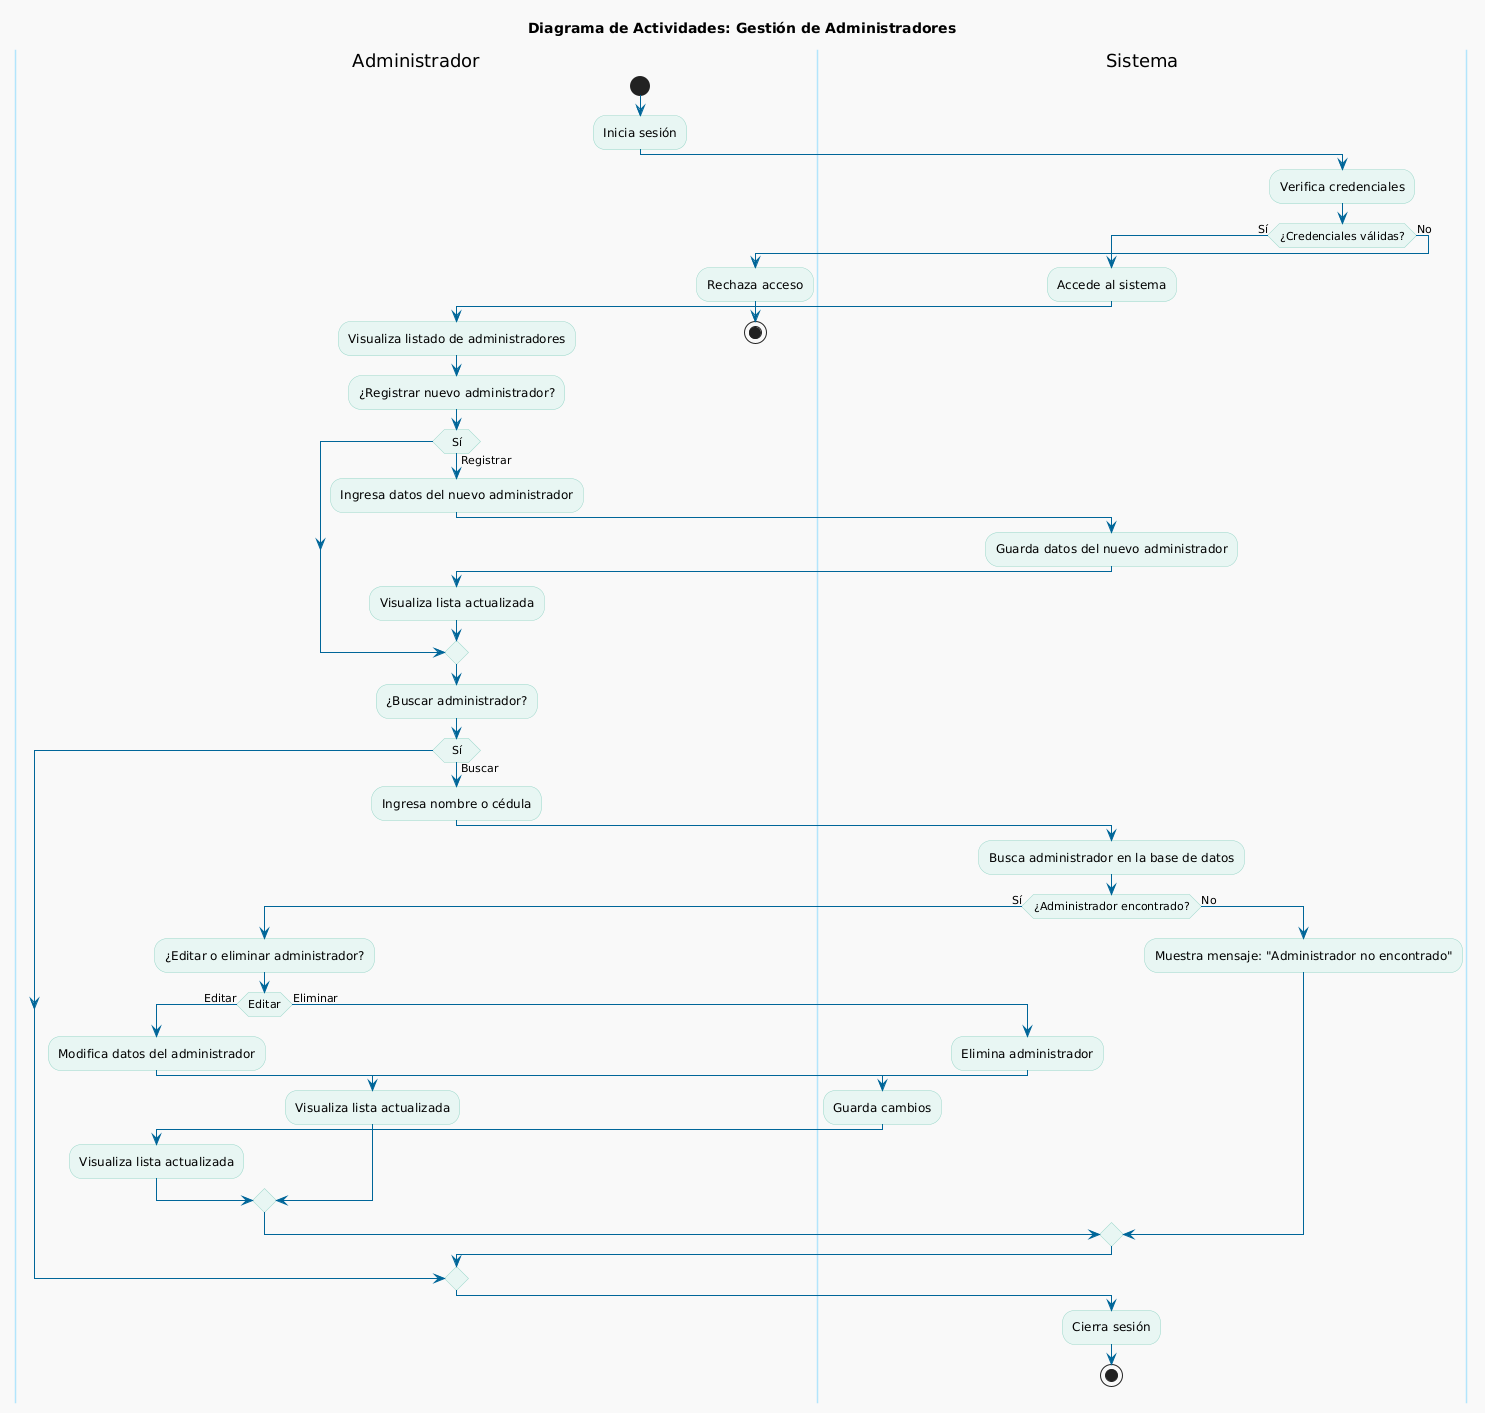 Diagrama de Actividades: Gestión de Administradores
Administrador
Sistema
Inicia sesión
Verifica credenciales
Sí
¿Credenciales válidas?
No
Rechaza acceso
Accede al sistema
Visualiza listado de administradores
¿Registrar nuevo administrador?
Sí
Registrar
Ingresa datos del nuevo administrador
Guarda datos del nuevo administrador
Visualiza lista actualizada
¿Buscar administrador?
Sí
Buscar
Ingresa nombre o cédula
Busca administrador en la base de datos
Sí
¿Administrador encontrado?
No
¿Editar o eliminar administrador?
Muestra mensaje: "Administrador no encontrado"
Editar
Editar
Eliminar
Modifica datos del administrador
Elimina administrador
Visualiza lista actualizada
Guarda cambios
Visualiza lista actualizada
Cierra sesión